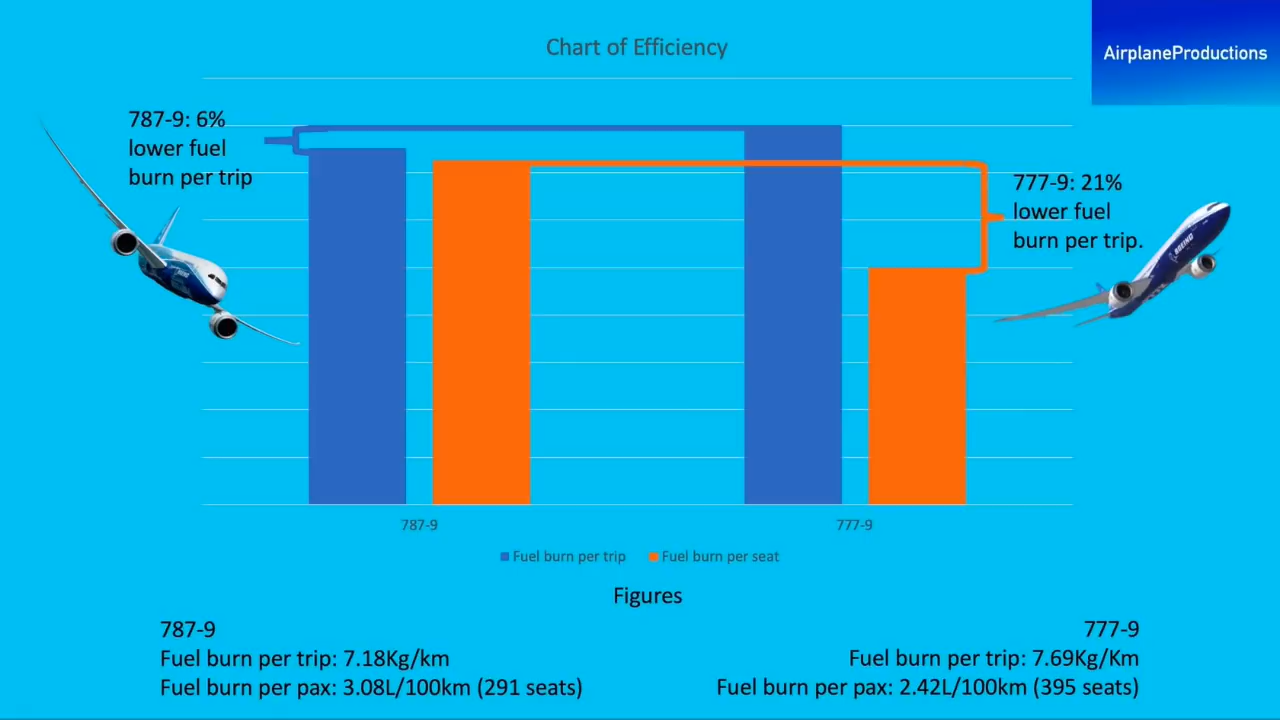 Chart of Efficiency
AirplaneProductions
787-9: 6%
lower fuel
burn per trip
777-9: 21%
lower fuel
burn per trip.
BOEING
787-9
777-9
Fuel burn per trip
Fuel burn per seat
Figures
787-9
Fuel burn per trip: 7.18Kg/km
Fuel burn per pax: 3.08L/100km (291 seats)
777-9
Fuel burn per trip: 7.69Kg/Km
Fuel burn per pax: 2.42L/100km (395 seats)